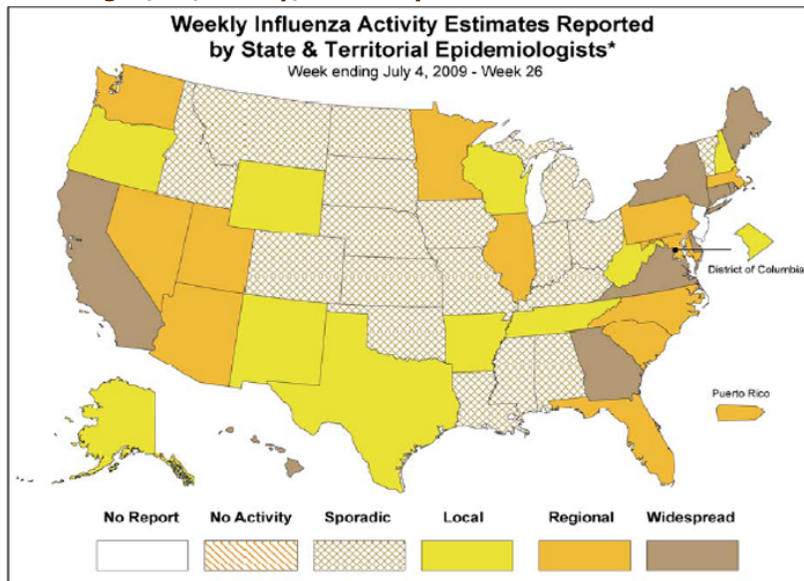 Weekly Influenza Activity Estimates Reported
by State & Territorial Epidemiologists*
Week ending July 4, 2009 - Week 26
District of Columbia
Puerto Rico
No Report No Activity Sporadic Local Regional Widespread